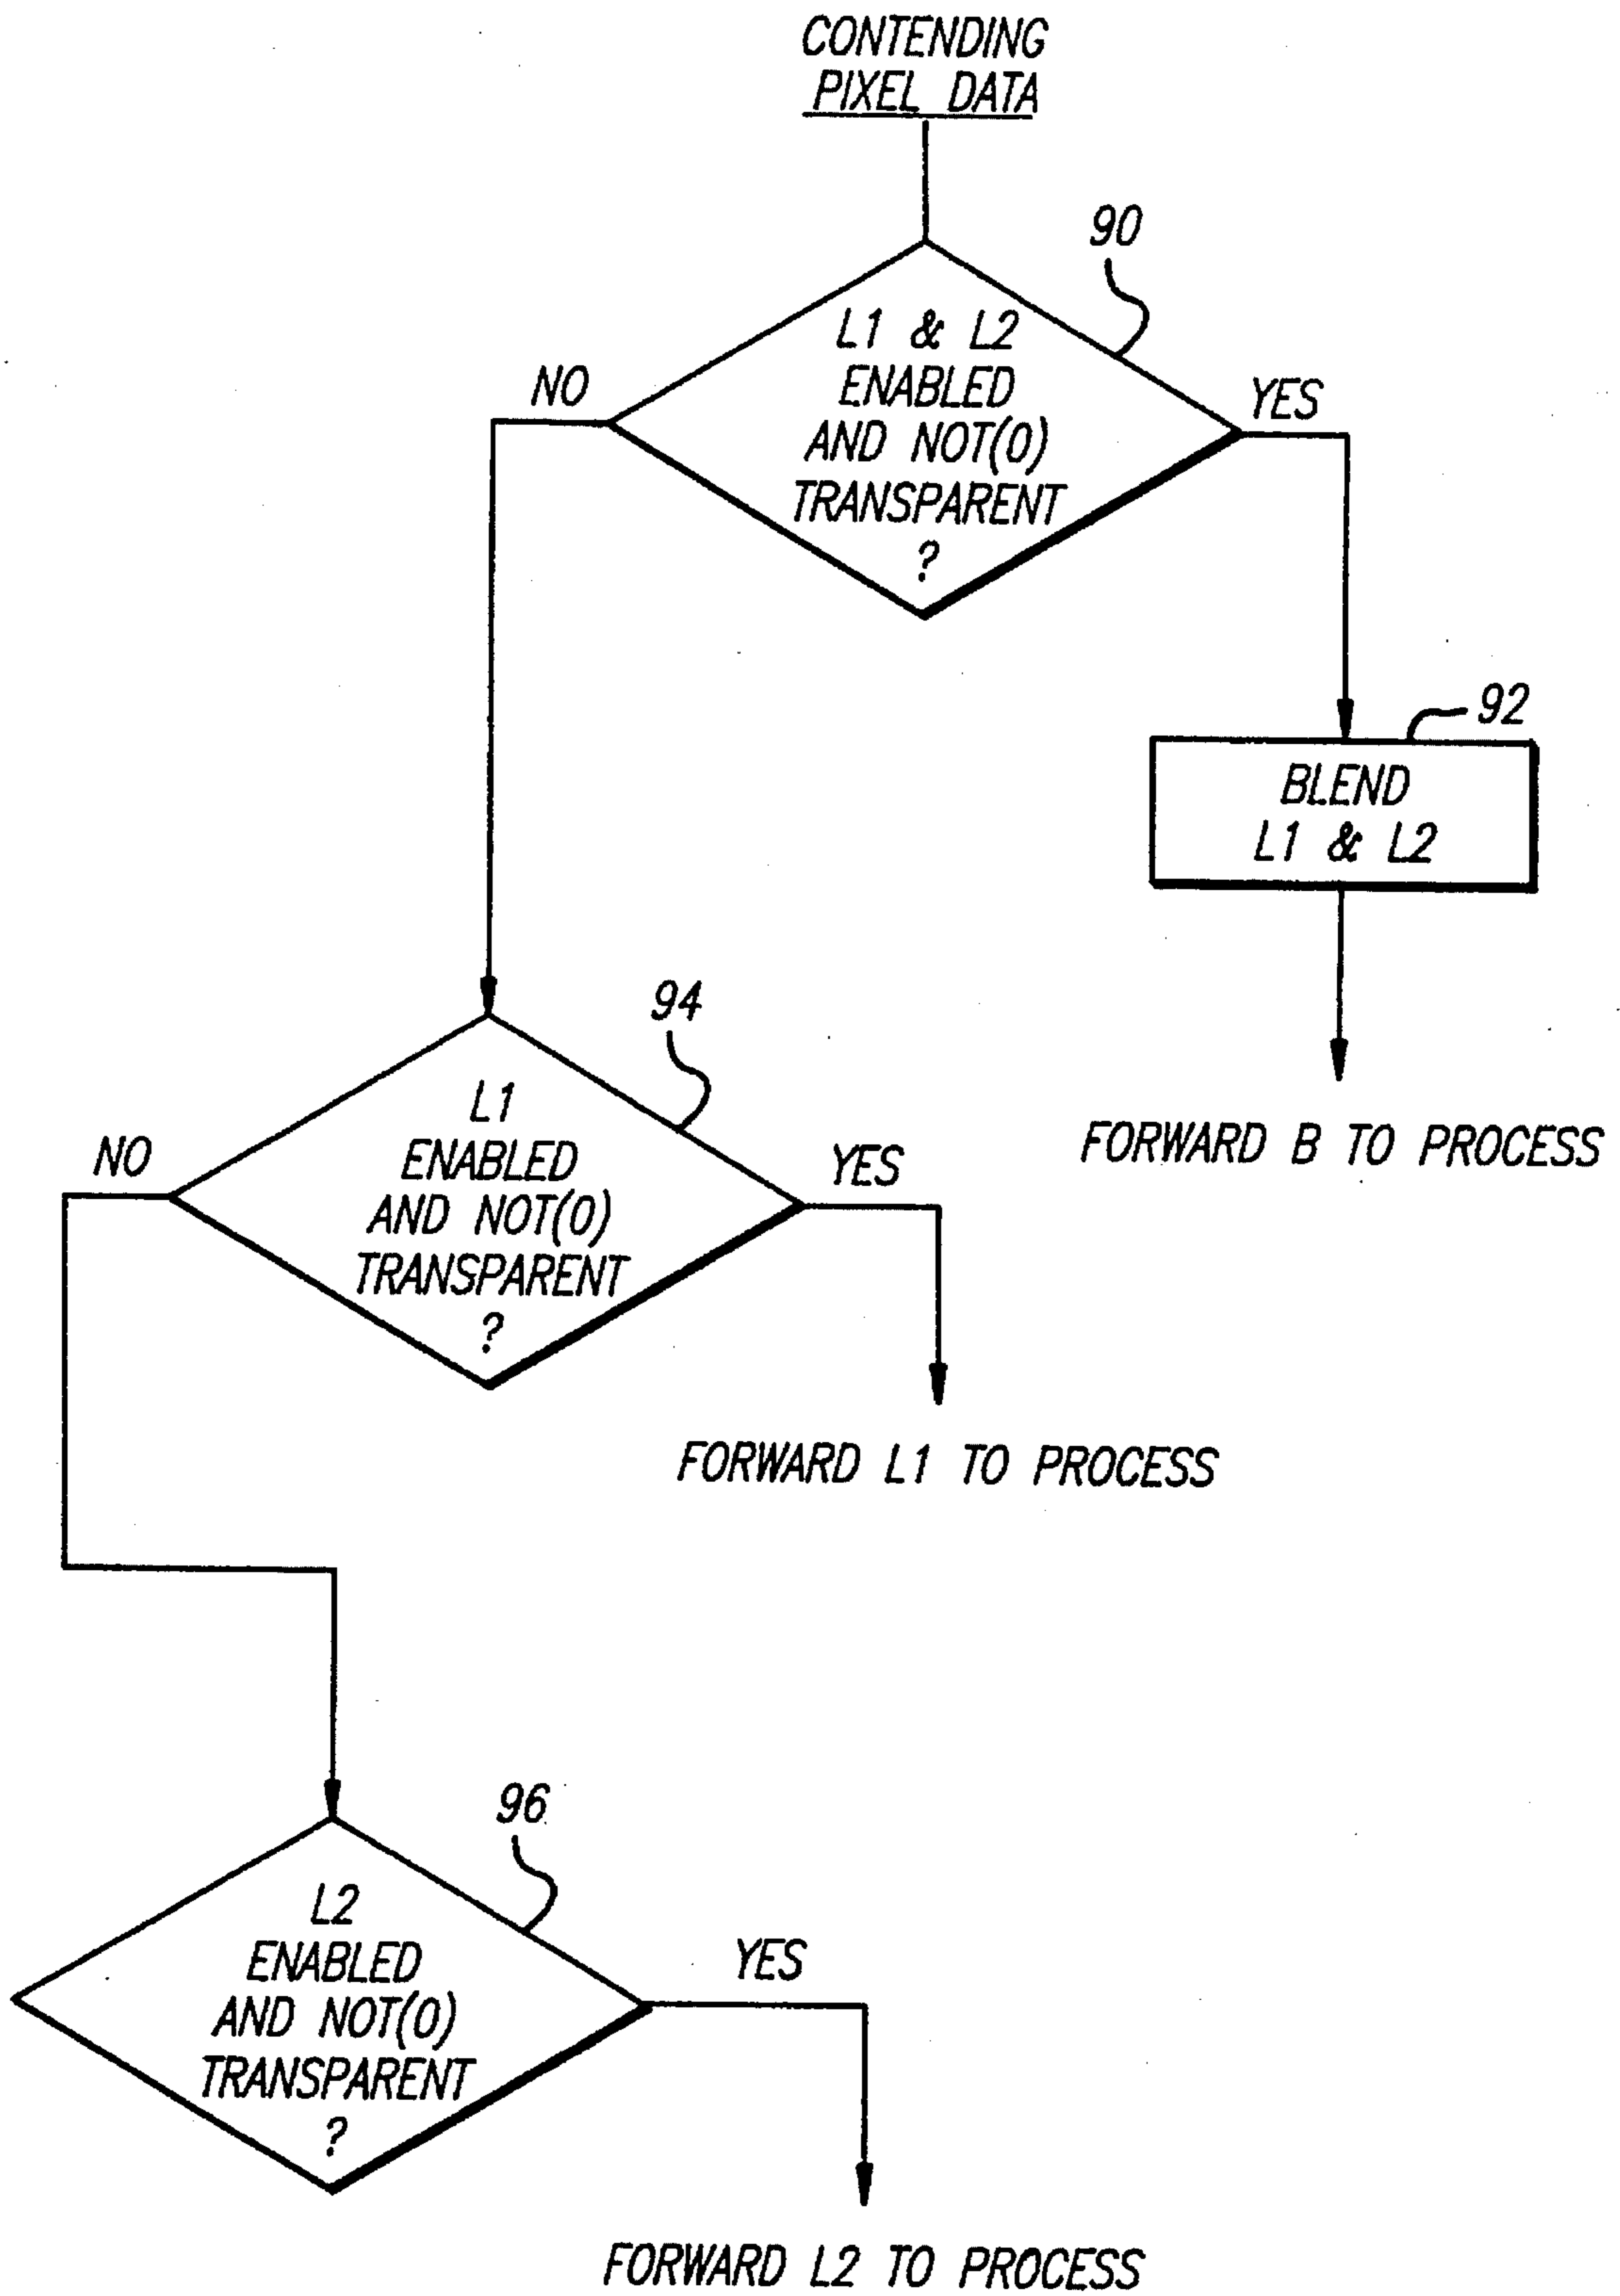 CONTENDING
PIXEL DATA
90
L1 & L2
ENABLED
AND NOT(0)
TRANSPARENT
?
NO
YES
92
BLEND
L1 & L2
FORWARD B TO PROCESS
94
L1
ENABLED
AND NOT(0)
TRANSPARENT
?
NO
YES
FORWARD L1 TO PROCESS
96
L2
ENABLED
AND NOT(0)
TRANSPARENT
?
YES
FORWARD L2 TO PROCESS